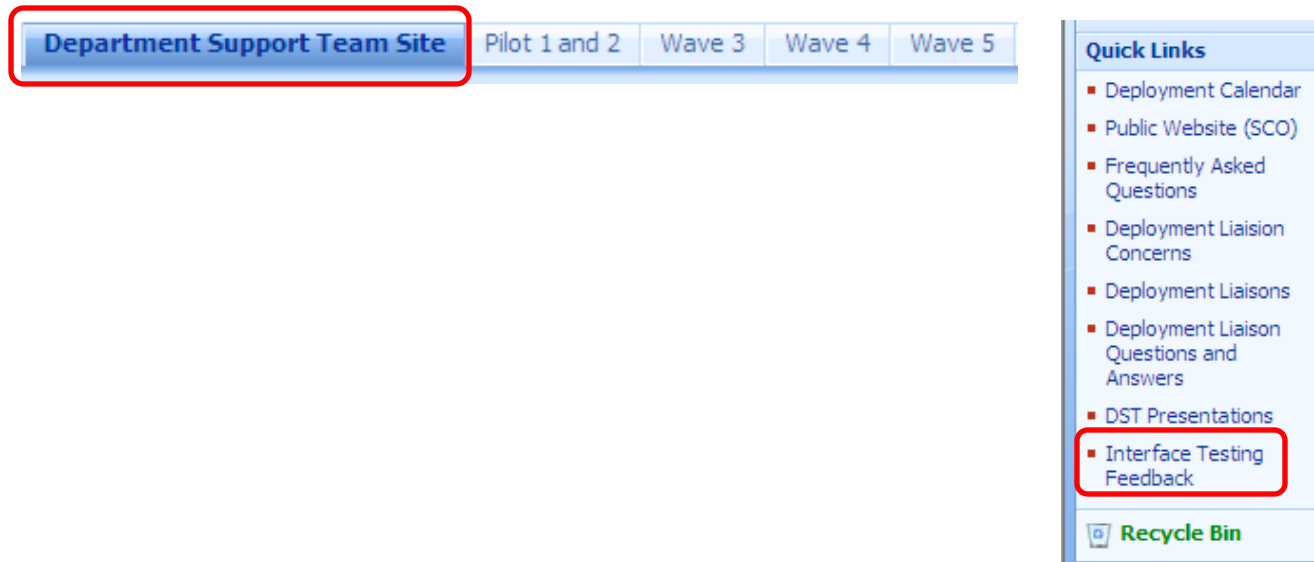 Department Support Team Site
Pilot 1 and 2
Wave 3
Wave 4
Wave 5
Quick Links
Deployment Calendar
Public Website (SCO)
Frequently Asked
Questions
Deployment Liaision
Concerns
Deployment Liaisons
Deployment Liaison
Questions and
Answers
DST Presentations
Interface Testing
Feedback
Recycle Bin